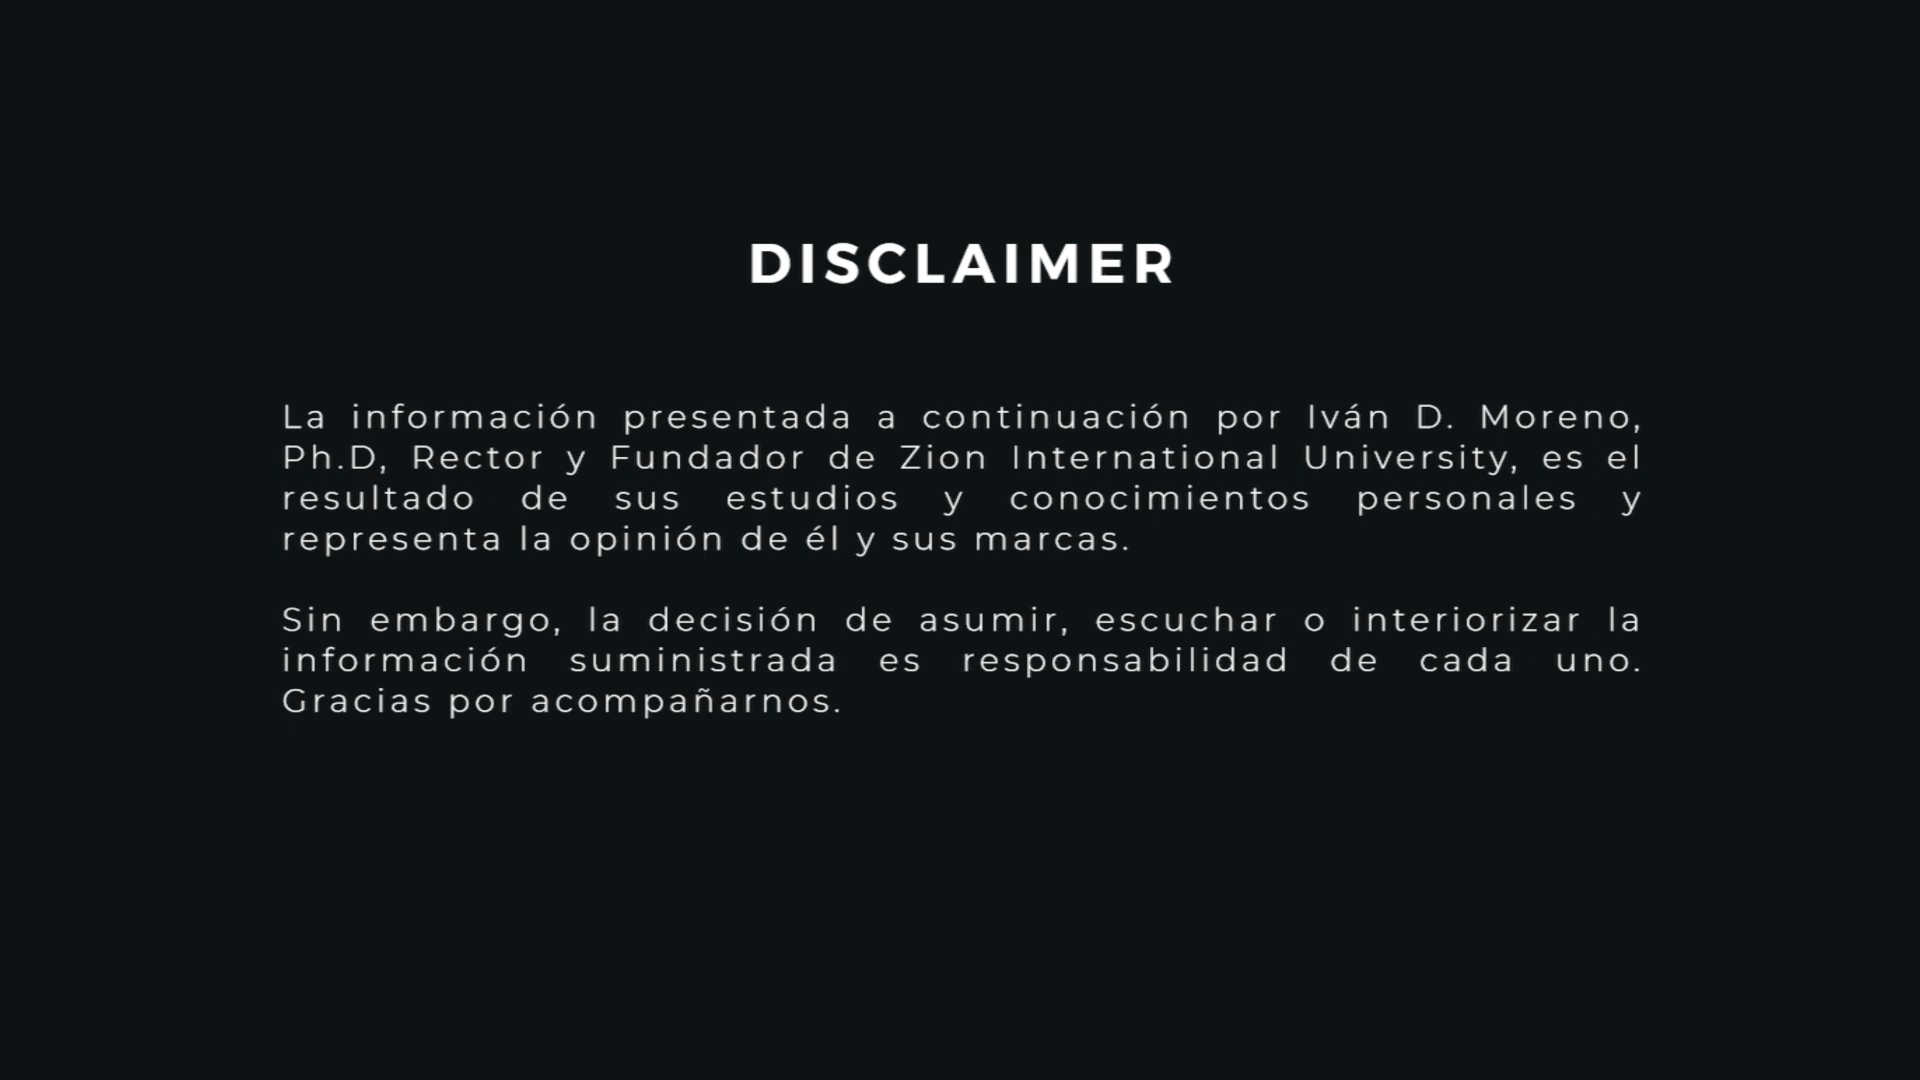 DISCLAIMER
La información presentada a continuación por Iván D. Moreno,
Ph.D, Rector y Fundador de Zion International University, es el
resultado de sus estudios y conocimientos personales y
representa la opinión de él y sus marcas.
Sin embargo, la decisión de asumir, escuchar o interiorizar la
información suministrada es responsabilidad de cada uno.
Gracias por acompañarnos.